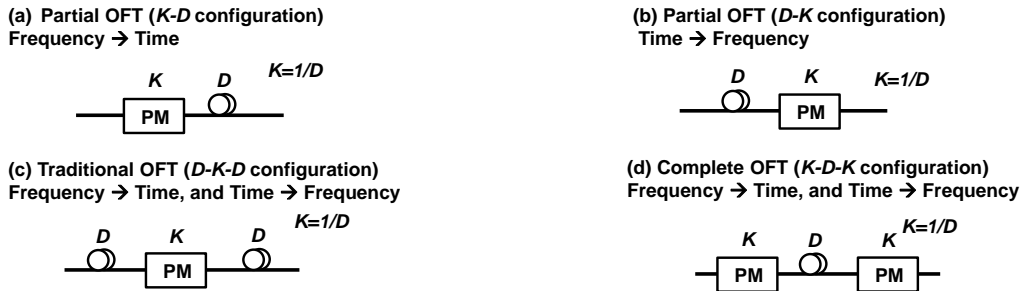 (a) Partial OFT (K-D configuration)
Frequency → Time
K D K=1/D
PM
(b) Partial OFT (D-K configuration)
Time → Frequency
D K K=1/D
PM
(c) Traditional OFT (D-K-D configuration)
Frequency → Time, and Time → Frequency
D K D K=1/D
PM
(d) Complete OFT (K-D-K configuration)
Frequency → Time, and Time → Frequency
K D K K=1/D
PM PM